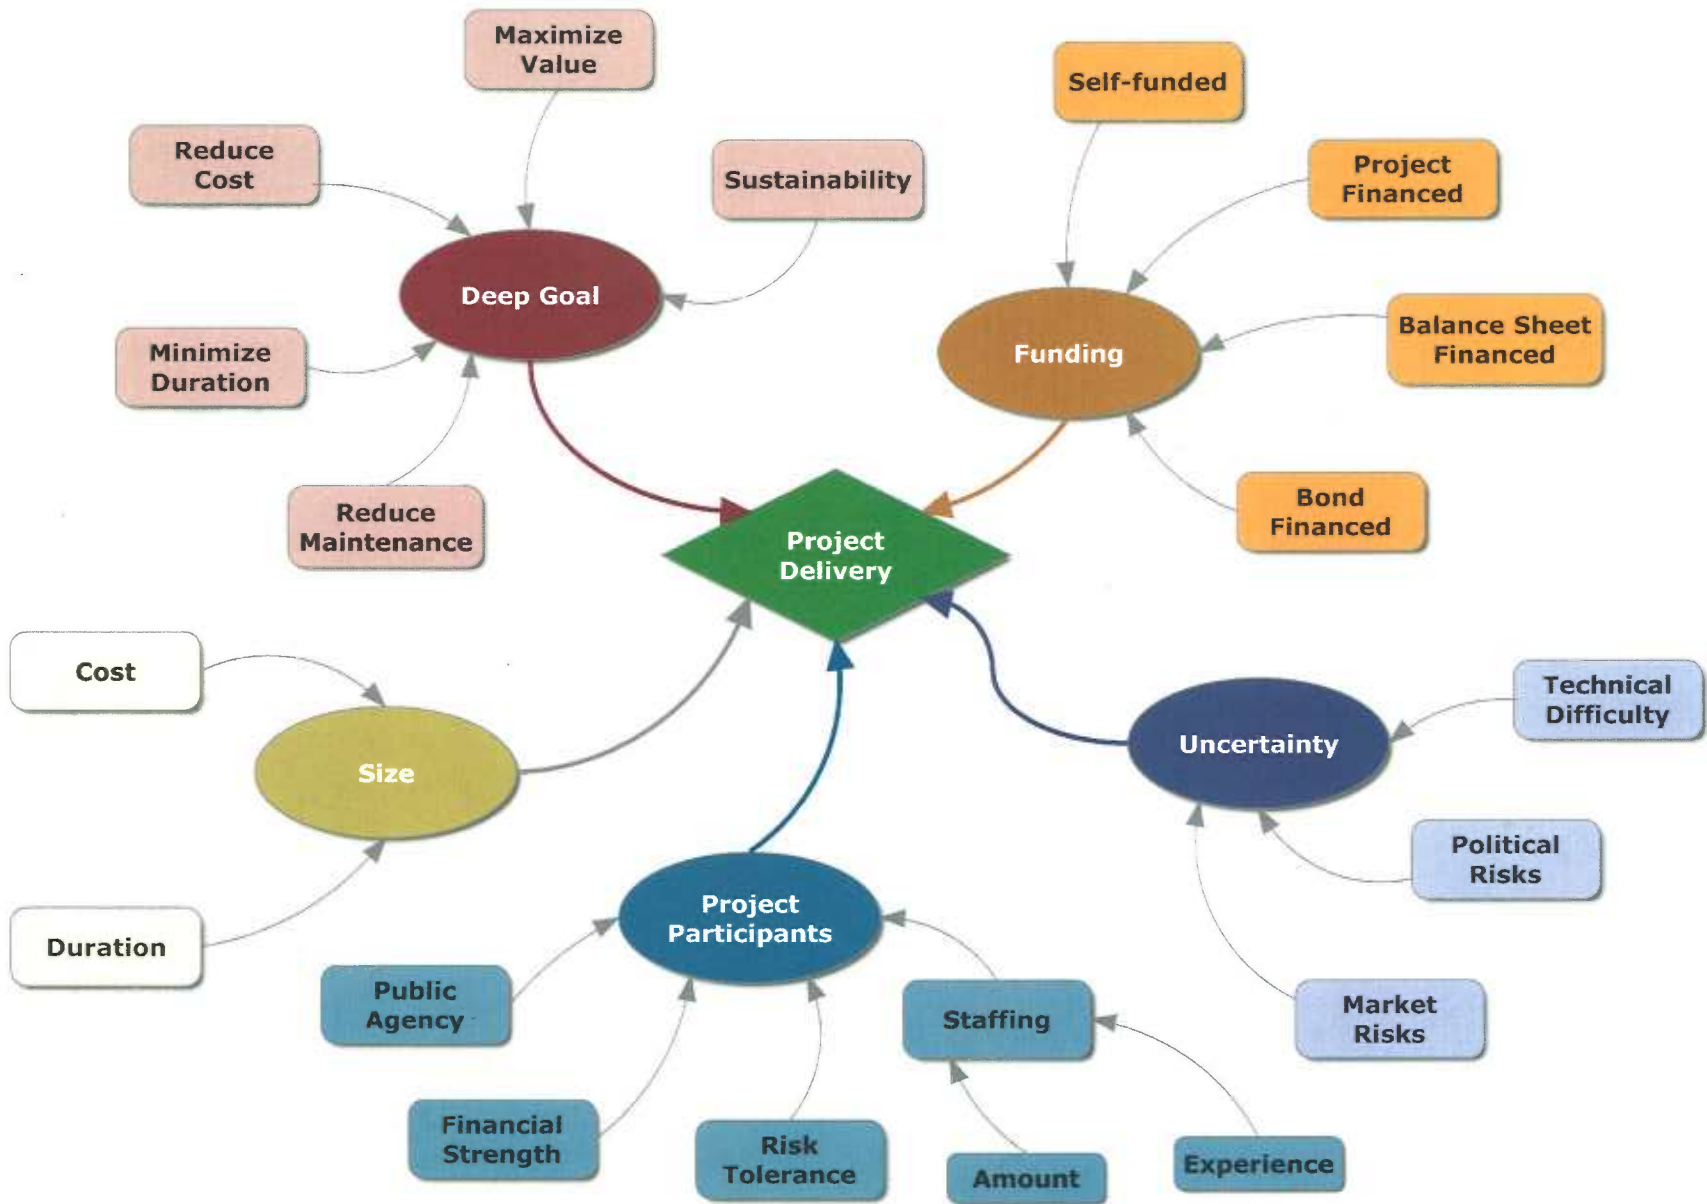 Maximize
Value
Self-funded
Reduce
Cost
Sustainability
Project
Financed
Deep Goal
Minimize
Duration
Funding
Balance Sheet
Financed
Reduce
Maintenance
Bond
Financed
Project
Delivery
Cost
Technical
Difficulty
Size
Uncertainty
Political
Risks
Duration
Project
Participants
Public
Agency
Staffing
Market
Risks
Financial
Strength
Risk
Tolerance
Amount
Experience